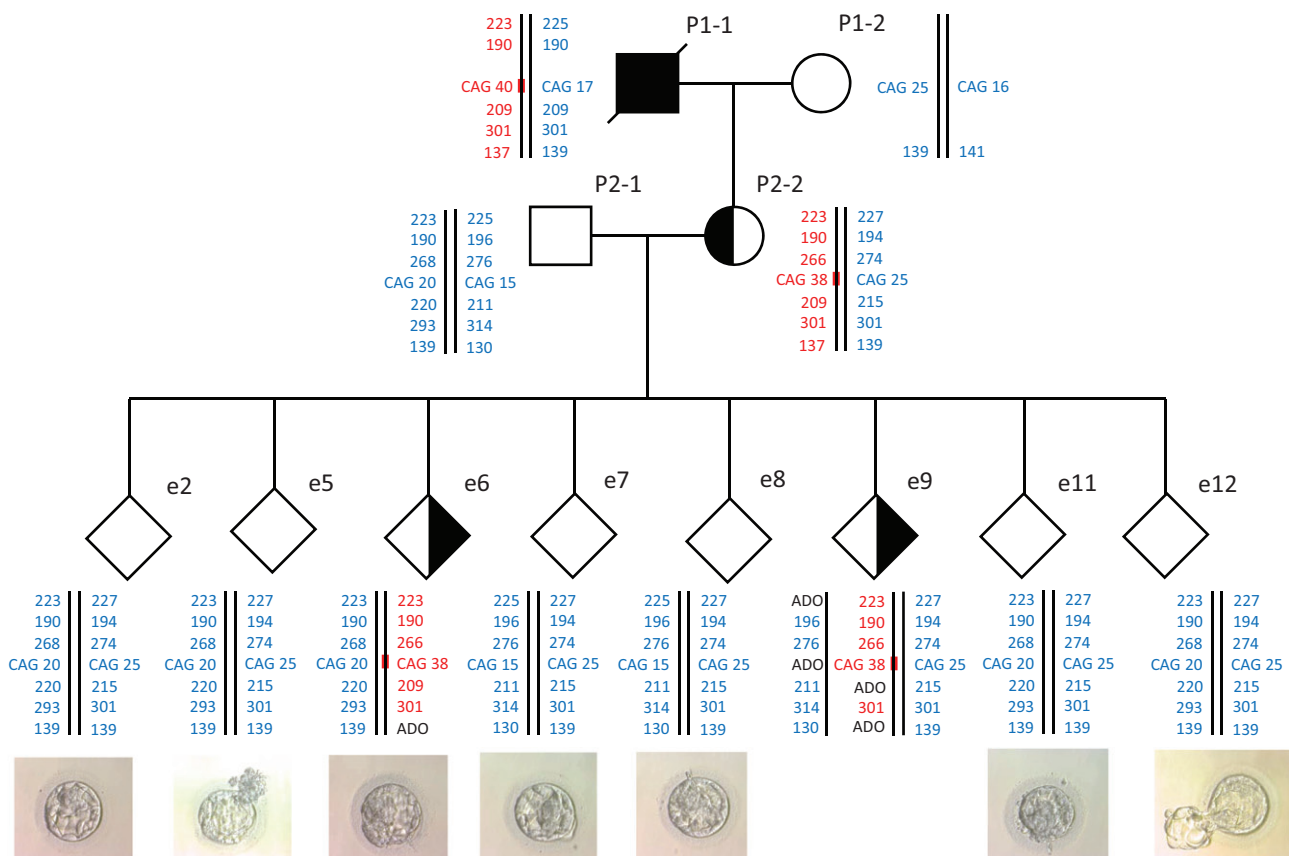 P1-1 P1-2
223 225
190 190
CAG 40 CAG 17
209 209
301 301
137 139
CAG 25 CAG 16
139 141
P2-1 P2-2
223 225
190 196
268 276
CAG 20 CAG 15
220 211
293 314
139 130
223 227
190 194
266 274
CAG 38 CAG 25
209 215
301 301
137 139
e2 e5 e6 e7 e8 e9 e11 e12
223 227 223 227 223 223 225 227 225 227 ADO 223 227 223 227 223 227
190 194 190 194 190 190 196 194 196 194 196 190 194 190 194 190 194
268 274 268 274 268 266 276 274 276 274 276 266 274 268 274 268 274
CAG 20 CAG 25 CAG 20 CAG 25 CAG 20 CAG 38 CAG 15 CAG 25 CAG 15 CAG 25 ADO CAG 38 CAG 25 CAG 20 CAG 25 CAG 20 CAG 25
220 215 220 215 220 209 211 215 211 215 211 ADO 215 220 215 220 215
293 301 293 301 293 301 314 301 314 301 314 301 301 293 301 293 301
139 139 139 139 139 ADO 130 139 130 139 130 ADO 139 139 139 139 139